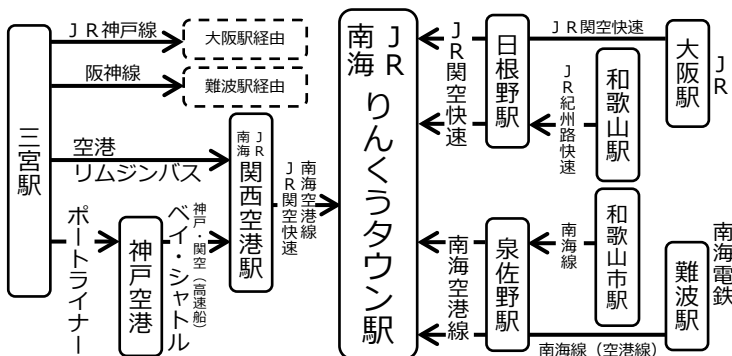 三宮駅
ＪＲ神戸線
大阪駅経由
阪神線
難波駅経由
空港
リムジンバス
ポートライナー
神戸空港
神戸・関空（高速船）
ベイ・シャトル
ＪＲ
南海
関西空港駅
南海空港線
ＪＲ関空快速
ＪＲ
南海
りんくうタウン駅
ＪＲ関空快速
日根野駅
ＪＲ関空快速
大阪駅
ＪＲ
ＪＲ紀州路快速
和歌山駅
南海空港線
泉佐野駅
南海線
和歌山市駅
南海線（空港線）
難波駅
南海電鉄